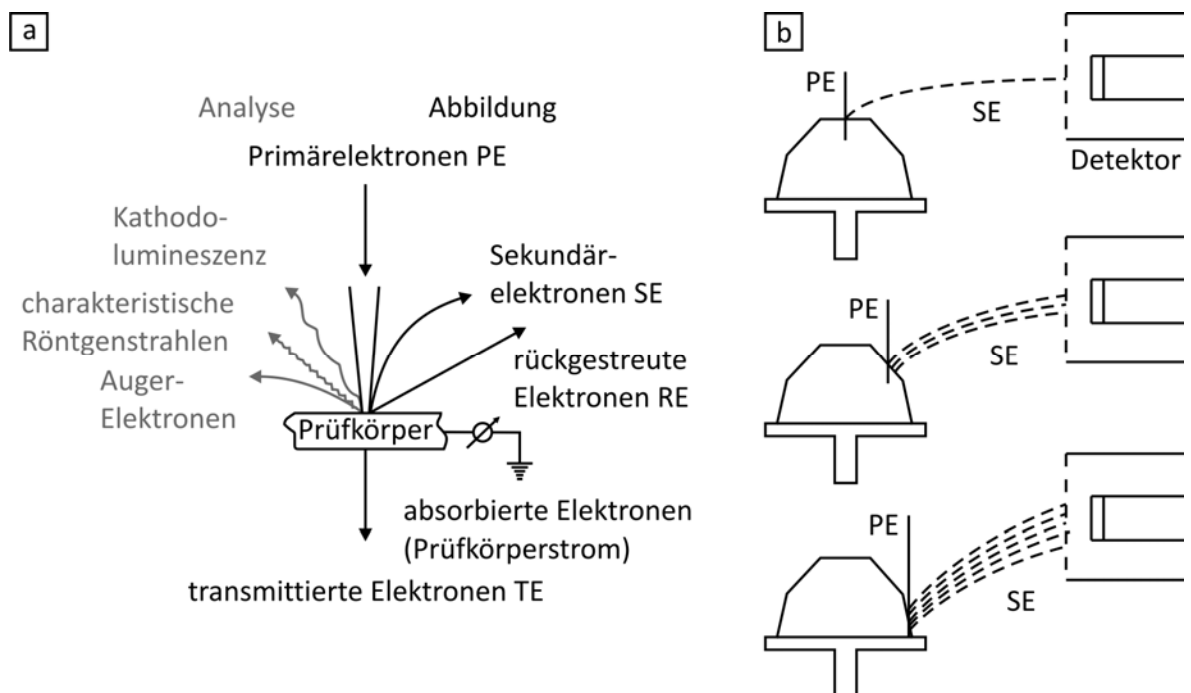 a
Analyse
Abbildung
Primärelektronen PE
Kathodo-
lumineszenz
charakteristische
Röntgenstrahlen
Auger-
Elektronen
Sekundär-
elektronen SE
rückgestreute
Elektronen RE
Prüfkörper
absorbierte Elektronen
(Prüfkörperstrom)
transmittierte Elektronen TE
b
PE
SE
Detektor
PE
SE
PE
SE